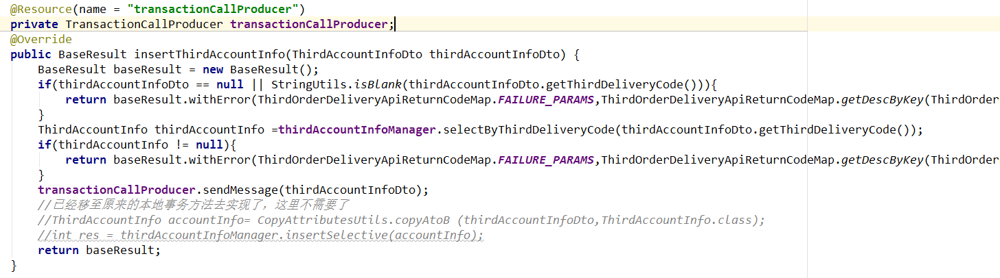 @Resource(name = "transactionCallProducer")
private TransactionCallProducer transactionCallProducer;
@Override
public BaseResult insertThirdAccountInfo(ThirdAccountInfoDto thirdAccountInfoDto) {
    BaseResult baseResult = new BaseResult();
    if(thirdAccountInfoDto == null || StringUtils.isBlank(thirdAccountInfoDto.getThirdDeliveryCode())){
        return baseResult.withError(ThirdOrderDeliveryApiReturnCodeMap.FAILURE_PARAMS,ThirdOrderDeliveryApiReturnCodeMap.getDescByKey(ThirdOrder
    }
    ThirdAccountInfo thirdAccountInfo =thirdAccountInfoManager.selectByThirdDeliveryCode(thirdAccountInfoDto.getThirdDeliveryCode());
    if(thirdAccountInfo != null){
        return baseResult.withError(ThirdOrderDeliveryApiReturnCodeMap.FAILURE_PARAMS,ThirdOrderDeliveryApiReturnCodeMap.getDescByKey(ThirdOrder
    }
    transactionCallProducer.sendMessage(thirdAccountInfoDto);
    //已经移至原来的本地事务方法去实现了，这里不需要了
    //ThirdAccountInfo accountInfo= CopyAttributesUtils.copyAtoB (thirdAccountInfoDto,ThirdAccountInfo.class);
    //int res = thirdAccountInfoManager.insertSelective(accountInfo);
    return baseResult;
}